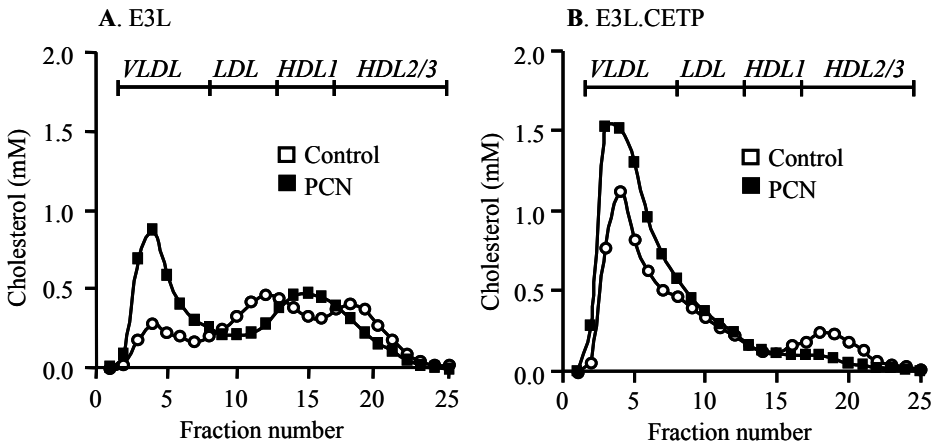 A. E3L
VLDL LDL HDL1 HDL2/3
2.0
1.5
1.0
0.5
0.0
Cholesterol (mM)
Control
PCN
0 5 10 15 20 25
Fraction number
B. E3L.CETP
VLDL LDL HDL1 HDL2/3
2.0
1.5
1.0
0.5
0.0
Cholesterol (mM)
Control
PCN
0 5 10 15 20 25
Fraction number